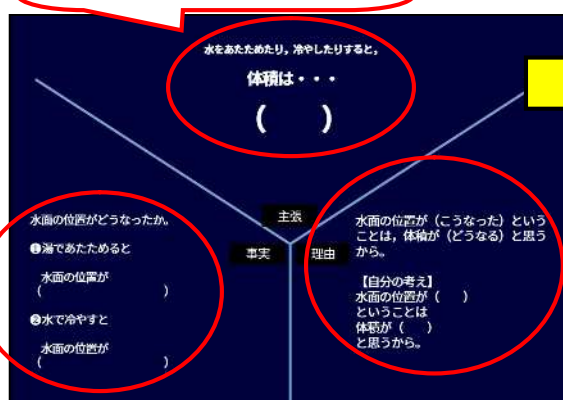 水をあたためたり，冷やしたりすると，
体積は・・・
(　　)
主張
事実
理由
水面の位置がどうなったか。
❶湯であたためると
水面の位置が
(　　　　　　　　)
❷水で冷やすと
水面の位置が
(　　　　　　　　)
水面の位置が（こうなった）という
ことは，体積が（どうなる）と思う
から。
【自分の考え】
水面の位置が（　　）
ということは
体積が（　　）
と思うから。